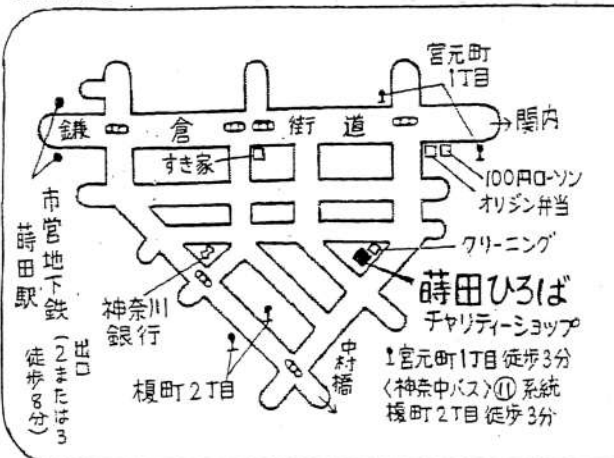 宮元町
1丁目
鎌倉街道
→関内
すき家
100円ローソン
オリジン弁当
クリーニング
市営地下鉄
蒔田駅
出口
(2または3
徒歩8分)
神奈川
銀行
蒔田ひろば
チャリティーショップ
中村橋
榎町2丁目
宮元町1丁目 徒歩3分
〈神奈中バス〉⑪系統
榎町2丁目 徒歩3分